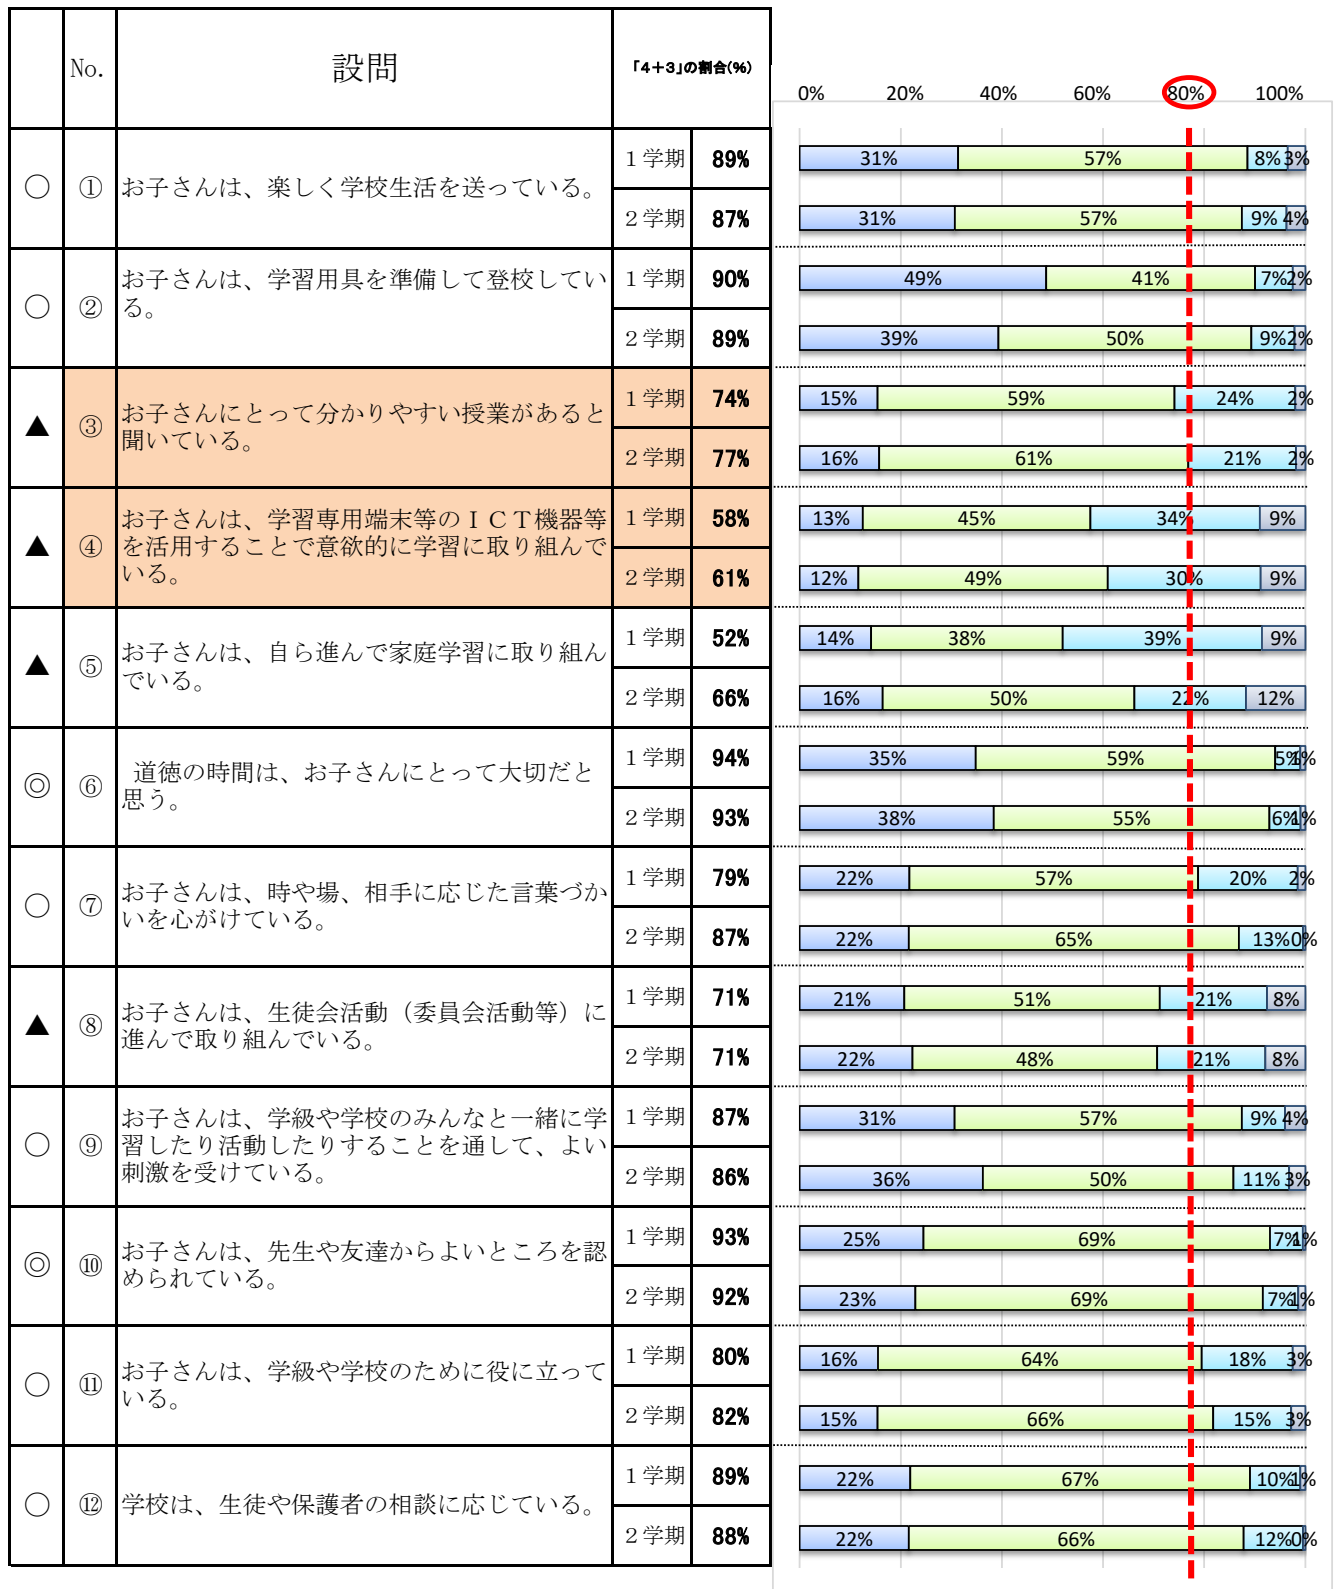 No.
設問
「4+3」の割合(%)
0% 20% 40% 60% 80% 100%
○ ① お子さんは、楽しく学校生活を送っている。
1学期 89% 31% 57% 8% 3%
2学期 87% 31% 57% 9% 4%
○ ② お子さんは、学習用具を準備して登校してい
る。
1学期 90% 49% 41% 7% 2%
2学期 89% 39% 50% 9% 2%
▲ ③ お子さんにとって分かりやすい授業があると
聞いている。
1学期 74% 15% 59% 24% 2%
2学期 77% 16% 61% 21% 2%
▲ ④ お子さんは、学習専用端末等のICT機器等
を活用することで意欲的に学習に取り組んで
いる。
1学期 58% 13% 45% 34% 9%
2学期 61% 12% 49% 30% 9%
▲ ⑤ お子さんは、自ら進んで家庭学習に取り組ん
でいる。
1学期 52% 14% 38% 39% 9%
2学期 66% 16% 50% 22% 12%
◎ ⑥ 道徳の時間は、お子さんにとって大切だと
思う。
1学期 94% 35% 59% 5% 1%
2学期 93% 38% 55% 6% 1%
○ ⑦ お子さんは、時や場、相手に応じた言葉づか
いを心がけている。
1学期 79% 22% 57% 20% 2%
2学期 87% 22% 65% 13% 0%
▲ ⑧ お子さんは、生徒会活動（委員会活動等）に
進んで取り組んでいる。
1学期 71% 21% 51% 21% 8%
2学期 71% 22% 48% 21% 8%
○ ⑨ お子さんは、学級や学校のみんなと一緒に学
習したり活動したりすることを通して、よい
刺激を受けている。
1学期 87% 31% 57% 9% 4%
2学期 86% 36% 50% 11% 3%
◎ ⑩ お子さんは、先生や友達からよいところを認
められている。
1学期 93% 25% 69% 7% 1%
2学期 92% 23% 69% 7% 1%
○ ⑪ お子さんは、学級や学校のために役に立って
いる。
1学期 80% 16% 64% 18% 3%
2学期 82% 15% 66% 15% 3%
○ ⑫ 学校は、生徒や保護者の相談に応じている。
1学期 89% 22% 67% 10% 1%
2学期 88% 22% 66% 12% 0%